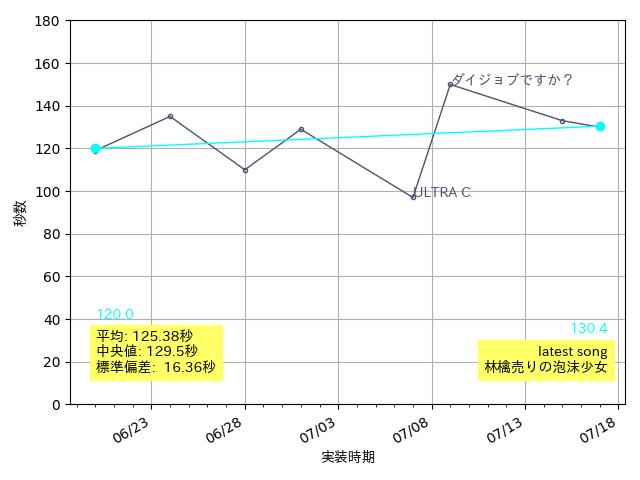 180
160
140
120
100
80
60
40
20
0
秒数
ダイジョブですか？
ULTRA C
120.0
平均: 125.38秒
中央値: 129.5秒
標準偏差: 16.36秒
130.4
latest song
林檎売りの泡沫少女
06/23
06/28
07/03
07/08
07/13
07/18
実装時期